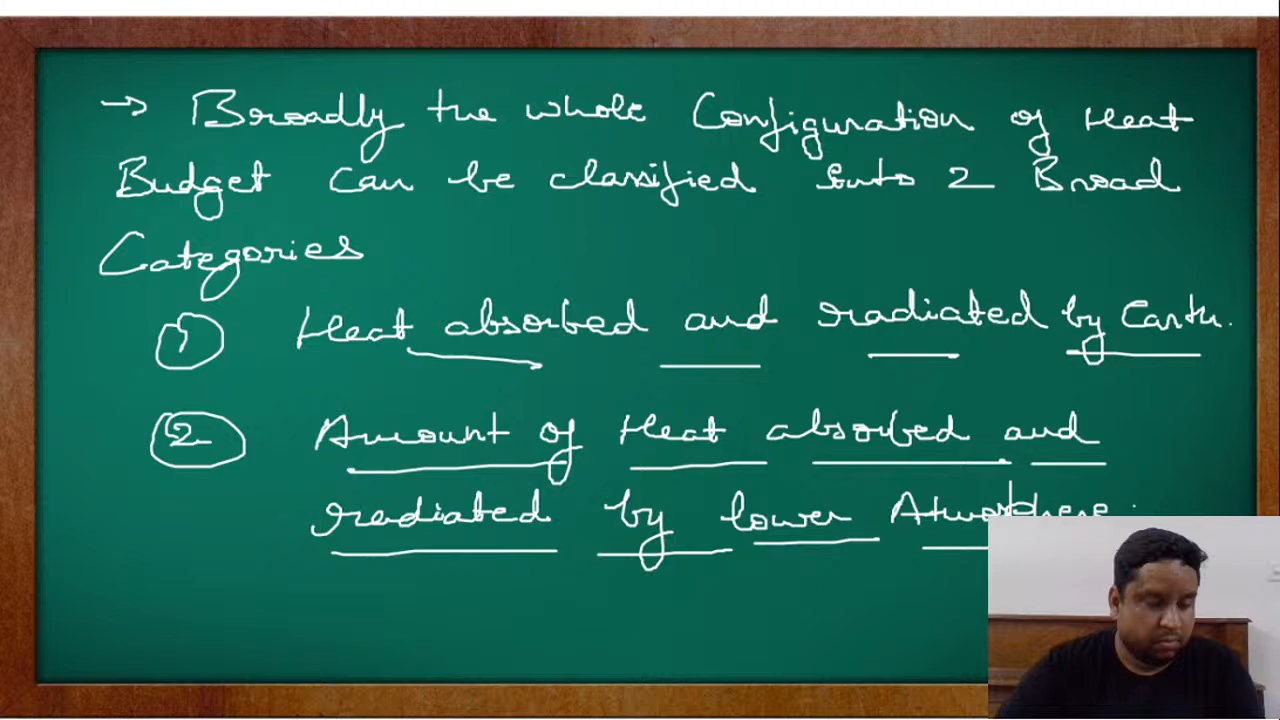 → Broadly the whole Configuration of Heat
Budget can be classified into 2 Broad
Categories
1 Heat absorbed and radiated by Earth.
2 Amount of Heat absorbed and
radiated by lower Atmosphere.